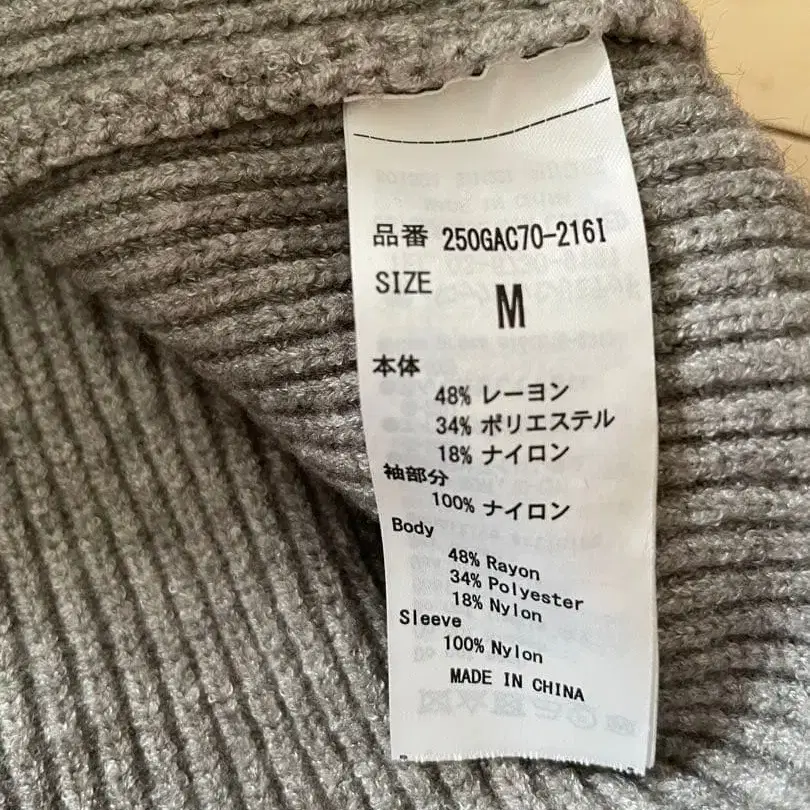 品番 250GAC70-216I
SIZE M
本体
48% レーヨン
34% ポリエステル
18% ナイロン
袖部分
100% ナイロン
Body
48% Rayon
34% Polyester
18% Nylon
Sleeve
100% Nylon
MADE IN CHINA